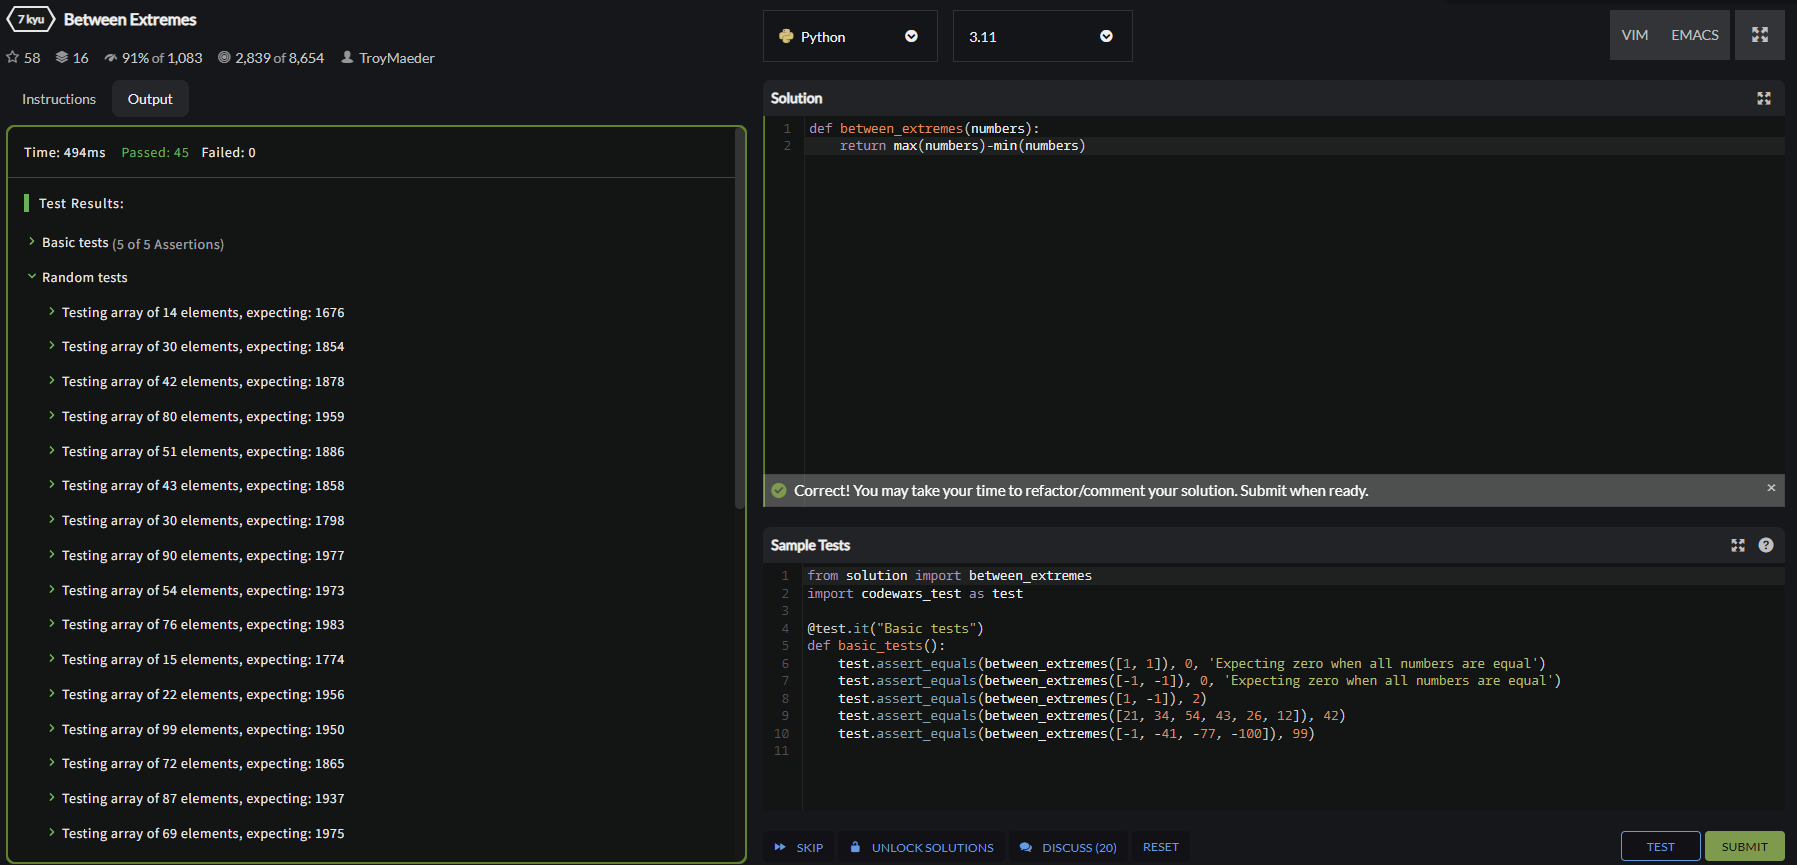 7 kyu Between Extremes
58 16 91% of 1,083 2,839 of 8,654 TroyMaeder
Instructions Output
Time: 494ms Passed: 45 Failed: 0
Test Results:
Basic tests (5 of 5 Assertions)
Random tests
Testing array of 14 elements, expecting: 1676
Testing array of 30 elements, expecting: 1854
Testing array of 42 elements, expecting: 1878
Testing array of 80 elements, expecting: 1959
Testing array of 51 elements, expecting: 1886
Testing array of 43 elements, expecting: 1858
Testing array of 30 elements, expecting: 1798
Testing array of 90 elements, expecting: 1977
Testing array of 54 elements, expecting: 1973
Testing array of 76 elements, expecting: 1983
Testing array of 15 elements, expecting: 1774
Testing array of 22 elements, expecting: 1956
Testing array of 99 elements, expecting: 1950
Testing array of 72 elements, expecting: 1865
Testing array of 87 elements, expecting: 1937
Testing array of 69 elements, expecting: 1975
Python 3.11 VIM EMACS
Solution
1 def between_extremes(numbers):
2     return max(numbers)-min(numbers)
Correct! You may take your time to refactor/comment your solution. Submit when ready. ×
Sample Tests ?
1 from solution import between_extremes
2 import codewars_test as test
3
4 @test.it("Basic tests")
5 def basic_tests():
6     test.assert_equals(between_extremes([1, 1]), 0, 'Expecting zero when all numbers are equal')
7     test.assert_equals(between_extremes([-1, -1]), 0, 'Expecting zero when all numbers are equal')
8     test.assert_equals(between_extremes([1, -1]), 2)
9     test.assert_equals(between_extremes([21, 34, 54, 43, 26, 12]), 42)
10     test.assert_equals(between_extremes([-1, -41, -77, -100]), 99)
11
SKIP UNLOCK SOLUTIONS DISCUSS (20) RESET TEST SUBMIT